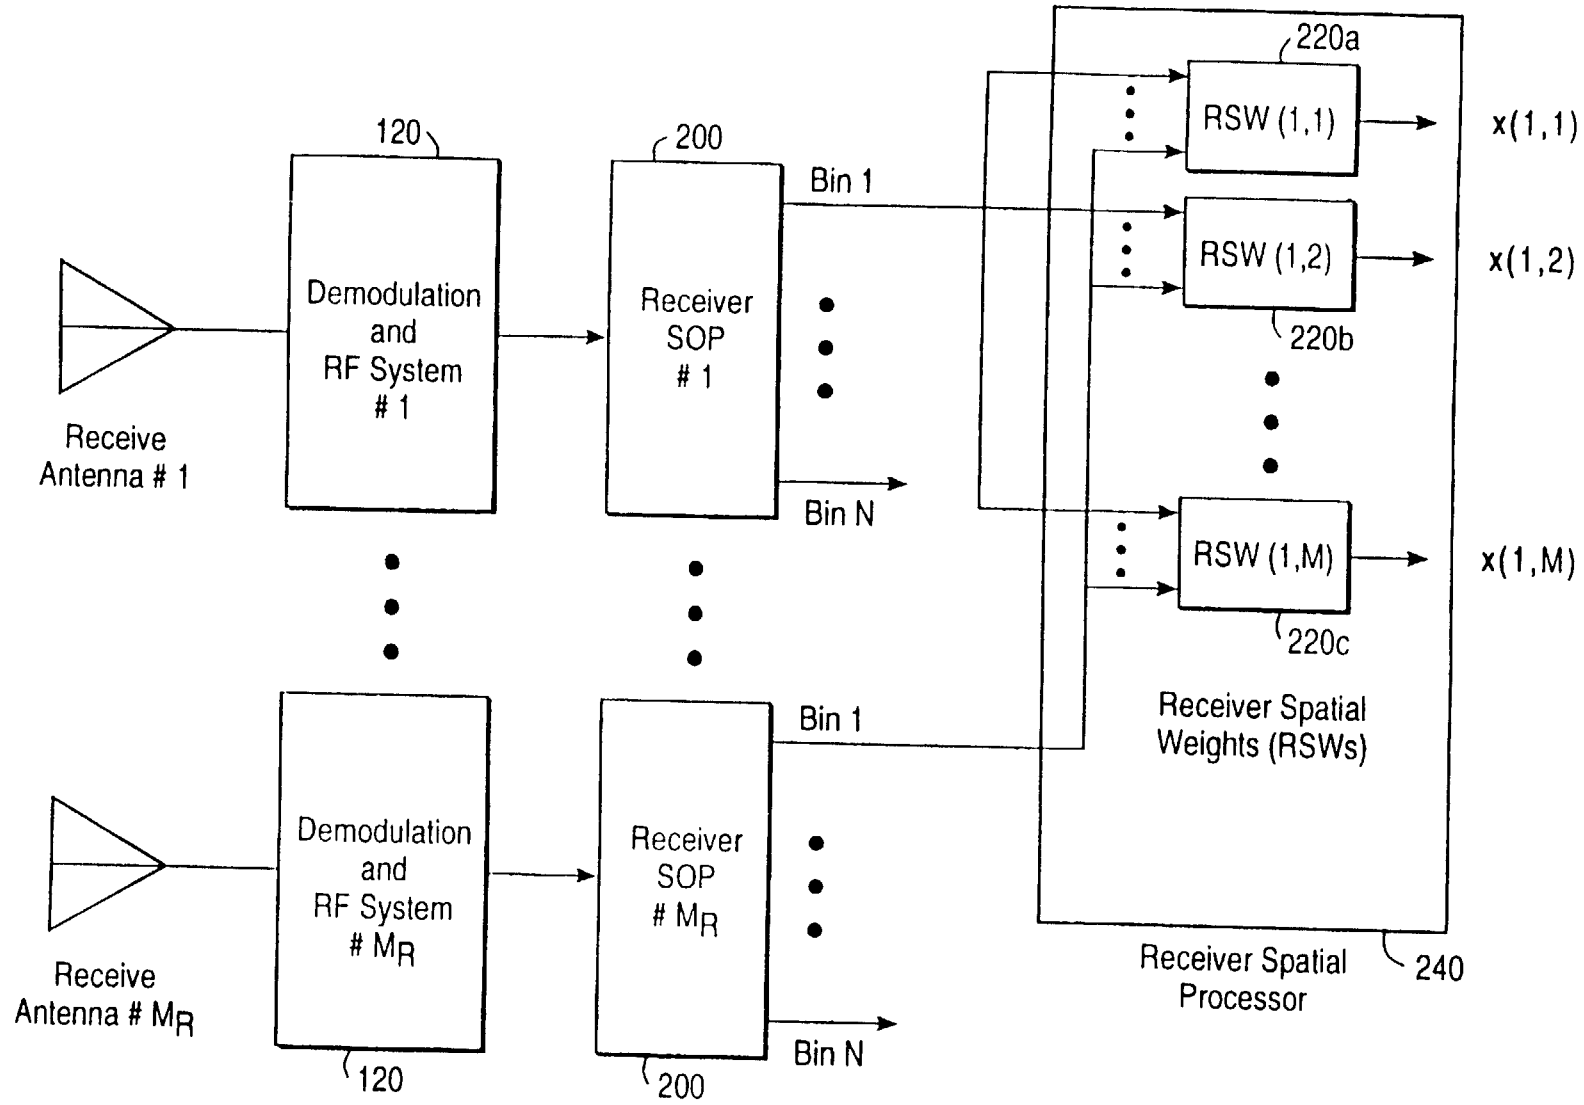 220a
RSW (1,1)
x(1,1)
120
200
Bin 1
RSW (1,2)
x(1,2)
220b
Demodulation
and
RF System
# 1
Receiver
SOP
# 1
Receive
Antenna # 1
Bin N
RSW (1,M)
x(1,M)
220c
Receiver Spatial
Weights (RSWs)
Bin 1
Demodulation
and
RF System
# MR
Receiver
SOP
# MR
Receive
Antenna # MR
Bin N
120
200
Receiver Spatial
Processor
240